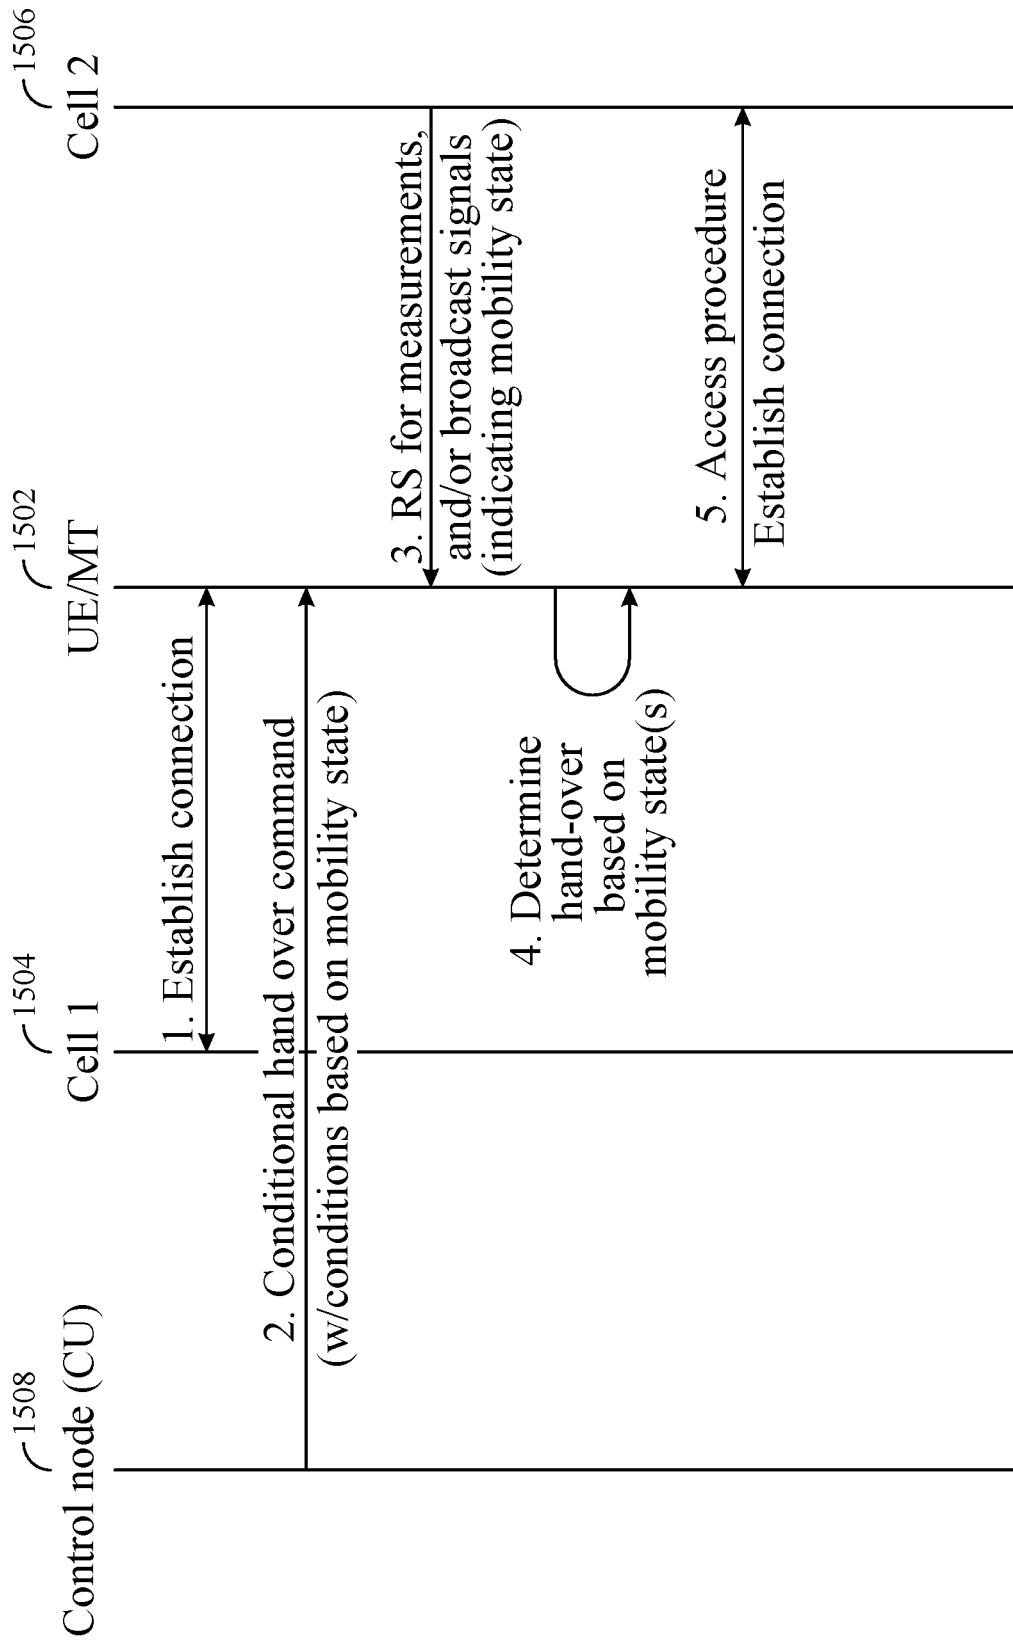 1508
Control node (CU)
1504
Cell 1
1502
UE/MT
1506
Cell 2
1. Establish connection
2. Conditional hand over command
(w/conditions based on mobility state)
3. RS for measurements,
and/or broadcast signals
(indicating mobility state)
4. Determine
hand-over
based on
mobility state(s)
5. Access procedure
Establish connection